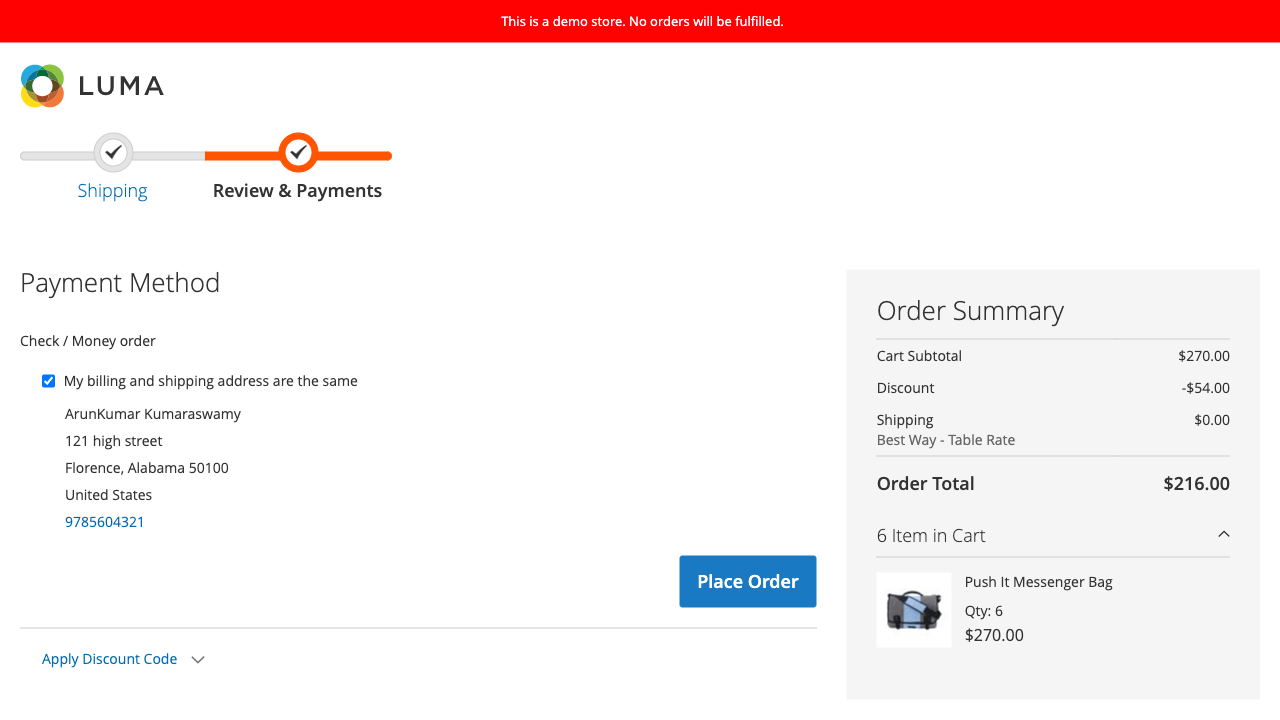 This is a demo store. No orders will be fulfilled.
LUMA
Shipping
Review & Payments
Payment Method
Check / Money order
My billing and shipping address are the same
ArunKumar Kumaraswamy
121 high street
Florence, Alabama 50100
United States
9785604321
Place Order
Apply Discount Code
Order Summary
Cart Subtotal $270.00
Discount -$54.00
Shipping $0.00
Best Way - Table Rate
Order Total $216.00
6 Item in Cart
Push It Messenger Bag
Qty: 6
$270.00